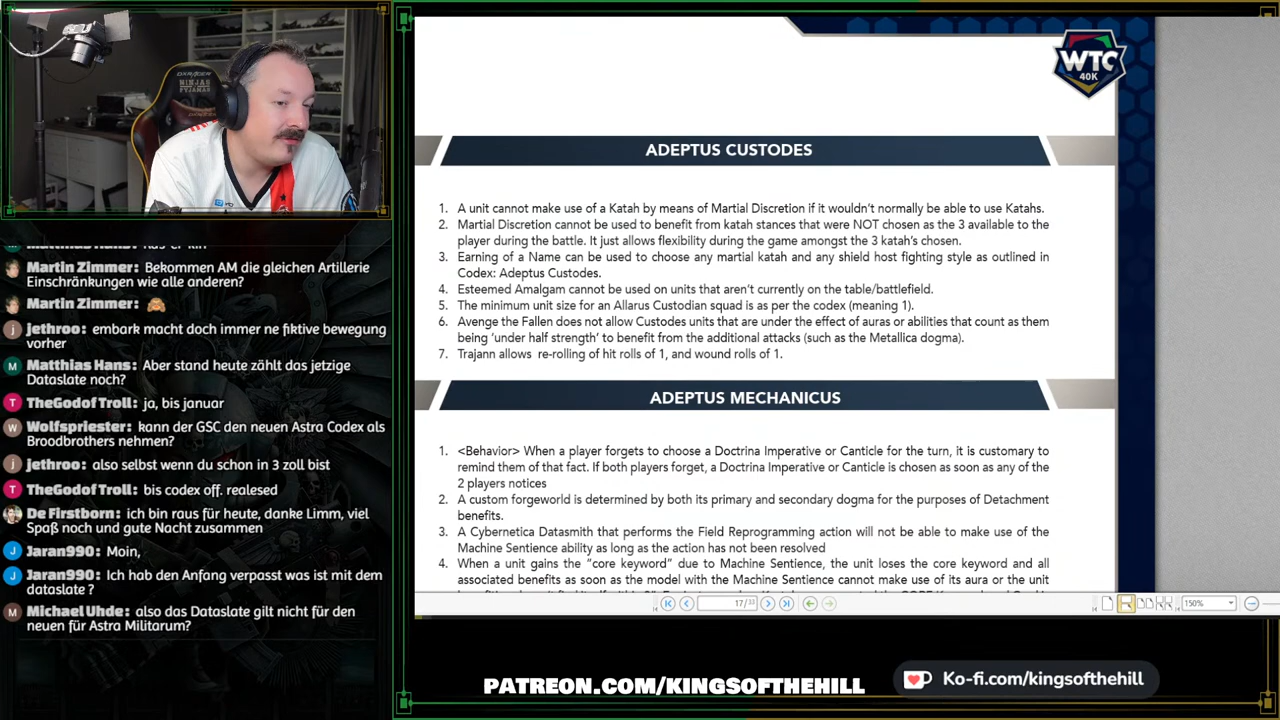 WTC
40K
ADEPTUS CUSTODES
1. A unit cannot make use of a Katah by means of Martial Discretion if it wouldn't normally be able to use Katahs.
2. Martial Discretion cannot be used to benefit from katah stances that were NOT chosen as the 3 available to the
player during the battle. It just allows flexibility during the game amongst the 3 katah's chosen.
3. Earning of a Name can be used to choose any martial katah and any shield host fighting style as outlined in
Codex: Adeptus Custodes.
4. Esteemed Amalgam cannot be used on units that aren't currently on the table/battlefield.
5. The minimum unit size for an Allarus Custodian squad is as per the codex (meaning 1).
6. Avenge the Fallen does not allow Custodes units that are under the effect of auras or abilities that count as them
being 'under half strength' to benefit from the additional attacks (such as the Metallica dogma).
7. Trajann allows re-rolling of hit rolls of 1, and wound rolls of 1.
ADEPTUS MECHANICUS
1. <Behavior> When a player forgets to choose a Doctrina Imperative or Canticle for the turn, it is customary to
remind them of that fact. If both players forget, a Doctrina Imperative or Canticle is chosen as soon as any of the
2 players notices
2. A custom forgeworld is determined by both its primary and secondary dogma for the purposes of Detachment
benefits.
3. A Cybernetica Datasmith that performs the Field Reprogramming action will not be able to make use of the
Machine Sentience ability as long as the action has not been resolved
4. When a unit gains the "core keyword" due to Machine Sentience, the unit loses the core keyword and all
associated benefits as soon as the model with the Machine Sentience cannot make use of its aura or the unit
17/33
150%
NINJAS
PYJAMAS
Martin Zimmer: Bekommen AM die gleichen Artillerie
Einschränkungen wie alle anderen?
Martin Zimmer:
jethroo: embark macht doch immer ne fiktive bewegung
vorher
Matthias Hans: Aber stand heute zählt das jetzige
Dataslate noch?
TheGodof Troll: ja, bis januar
Wolfspriester: kann der GSC den neuen Astra Codex als
Broodbrothers nehmen?
jethroo: also selbst wenn du schon in 3 zoll bist
TheGodof Troll: bis codex off. realesed
De Firstborn: ich bin raus für heute, danke Limm, viel
Spaß noch und gute Nacht zusammen
Jaran990: Moin,
Jaran990: Ich hab den Anfang verpasst was ist mit dem
dataslate ?
Michael Uhde: also das Dataslate gilt nicht für den
neuen für Astra Militarum?
PATREON.COM/KINGSOFTHEHILL
Ko-fi.com/kingsofthehill